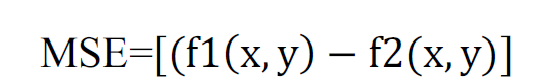 MSE=[(f1(x, y) − f2(x, y)]